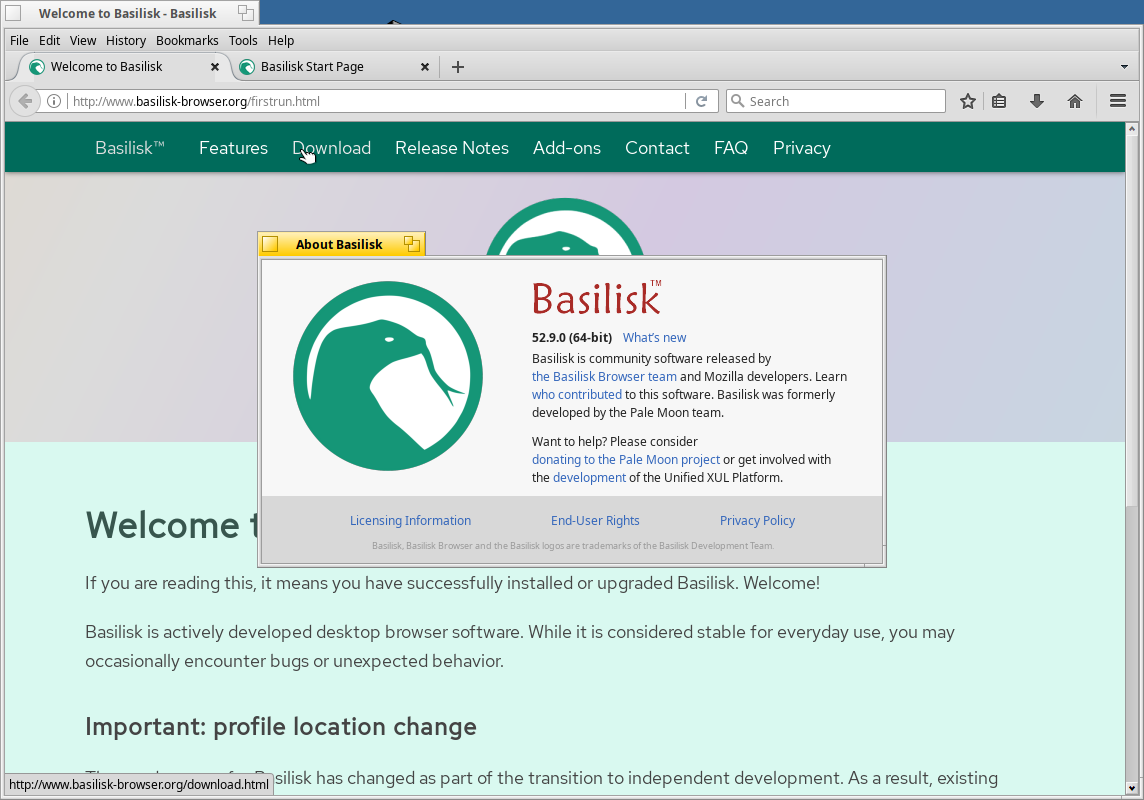 Welcome to Basilisk - Basilisk
File Edit View History Bookmarks Tools Help
Welcome to Basilisk
Basilisk Start Page
http://www.basilisk-browser.org/firstrun.html
Search
Basilisk™ Features Download Release Notes Add-ons Contact FAQ Privacy
About Basilisk
Basilisk™
52.9.0 (64-bit) What's new
Basilisk is community software released by
the Basilisk Browser team and Mozilla developers. Learn
who contributed to this software. Basilisk was formerly
developed by the Pale Moon team.
Want to help? Please consider
donating to the Pale Moon project or get involved with
the development of the Unified XUL Platform.
Licensing Information End-User Rights Privacy Policy
Basilisk, Basilisk Browser and the Basilisk logos are trademarks of the Basilisk Development Team.
Welcome t
If you are reading this, it means you have successfully installed or upgraded Basilisk. Welcome!
Basilisk is actively developed desktop browser software. While it is considered stable for everyday use, you may
occasionally encounter bugs or unexpected behavior.
Important: profile location change
Basilisk has changed as part of the transition to independent development. As a result, existing
http://www.basilisk-browser.org/download.html